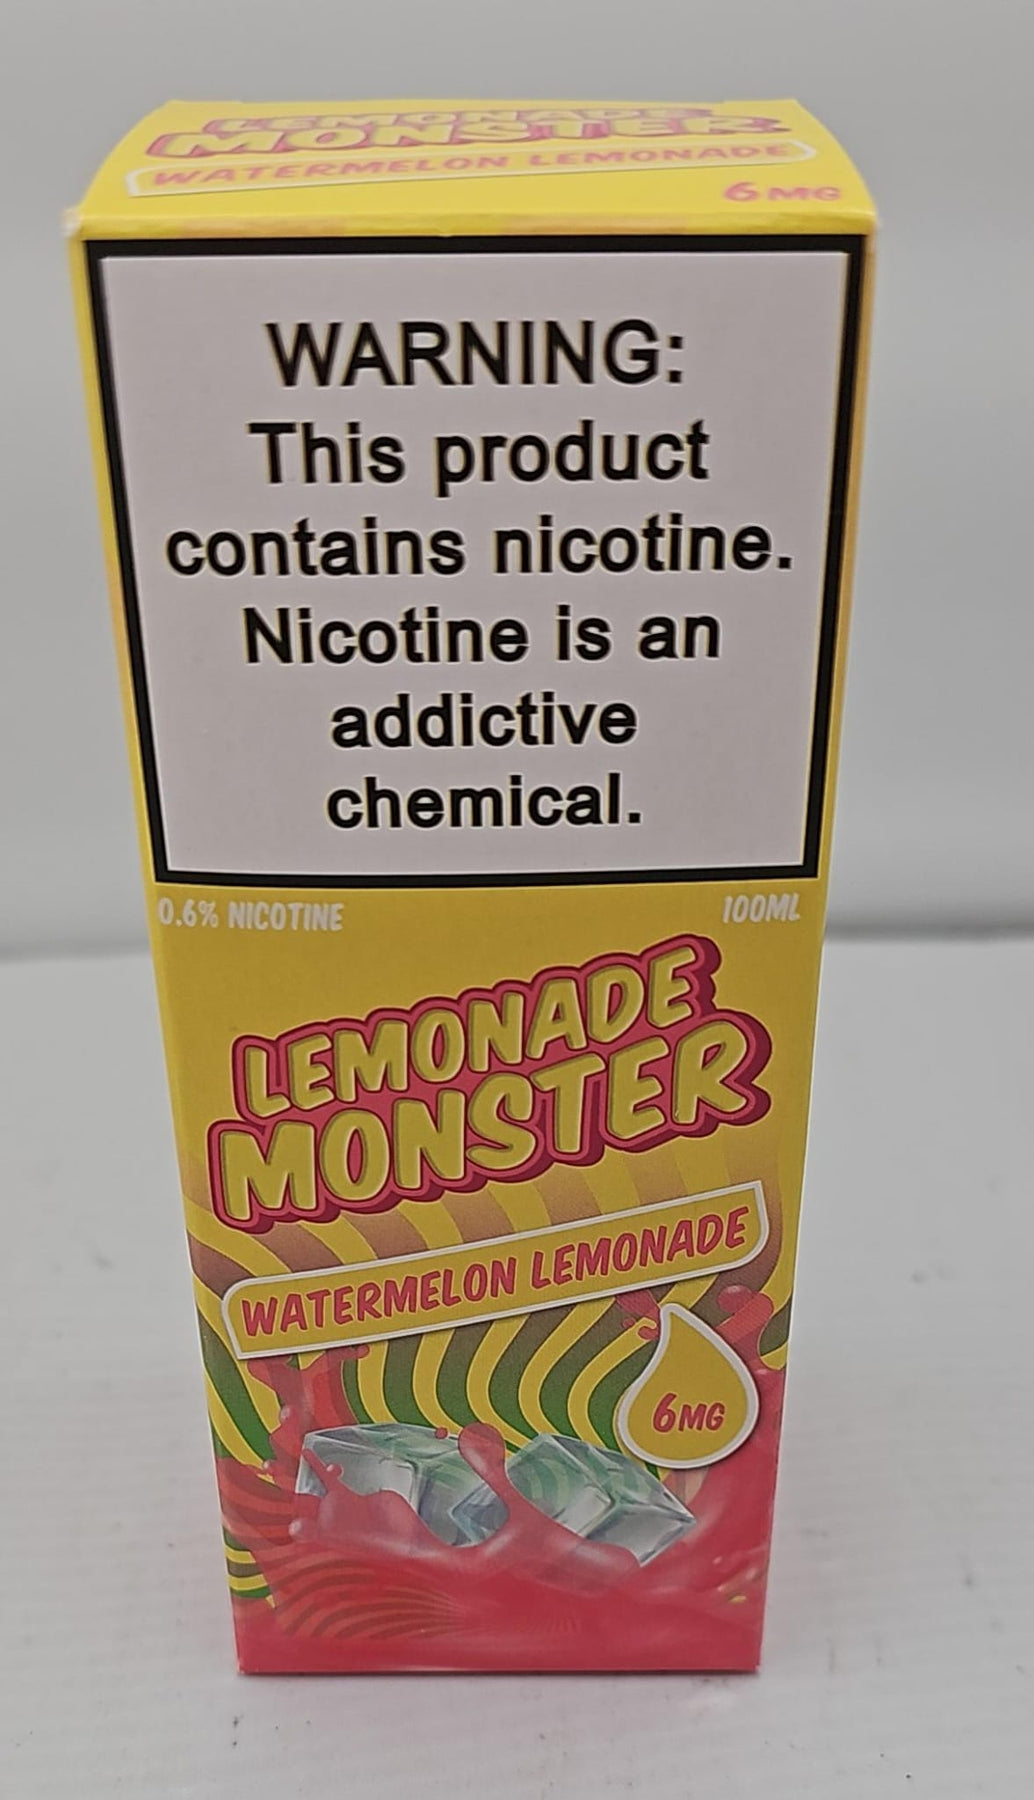 LEMONADE
MONSTER
WATERMELON LEMONADE
6MG
WARNING:
This product
contains nicotine.
Nicotine is an
addictive
chemical.
0.6% NICOTINE
100ML
LEMONADE
MONSTER
WATERMELON LEMONADE
6MG